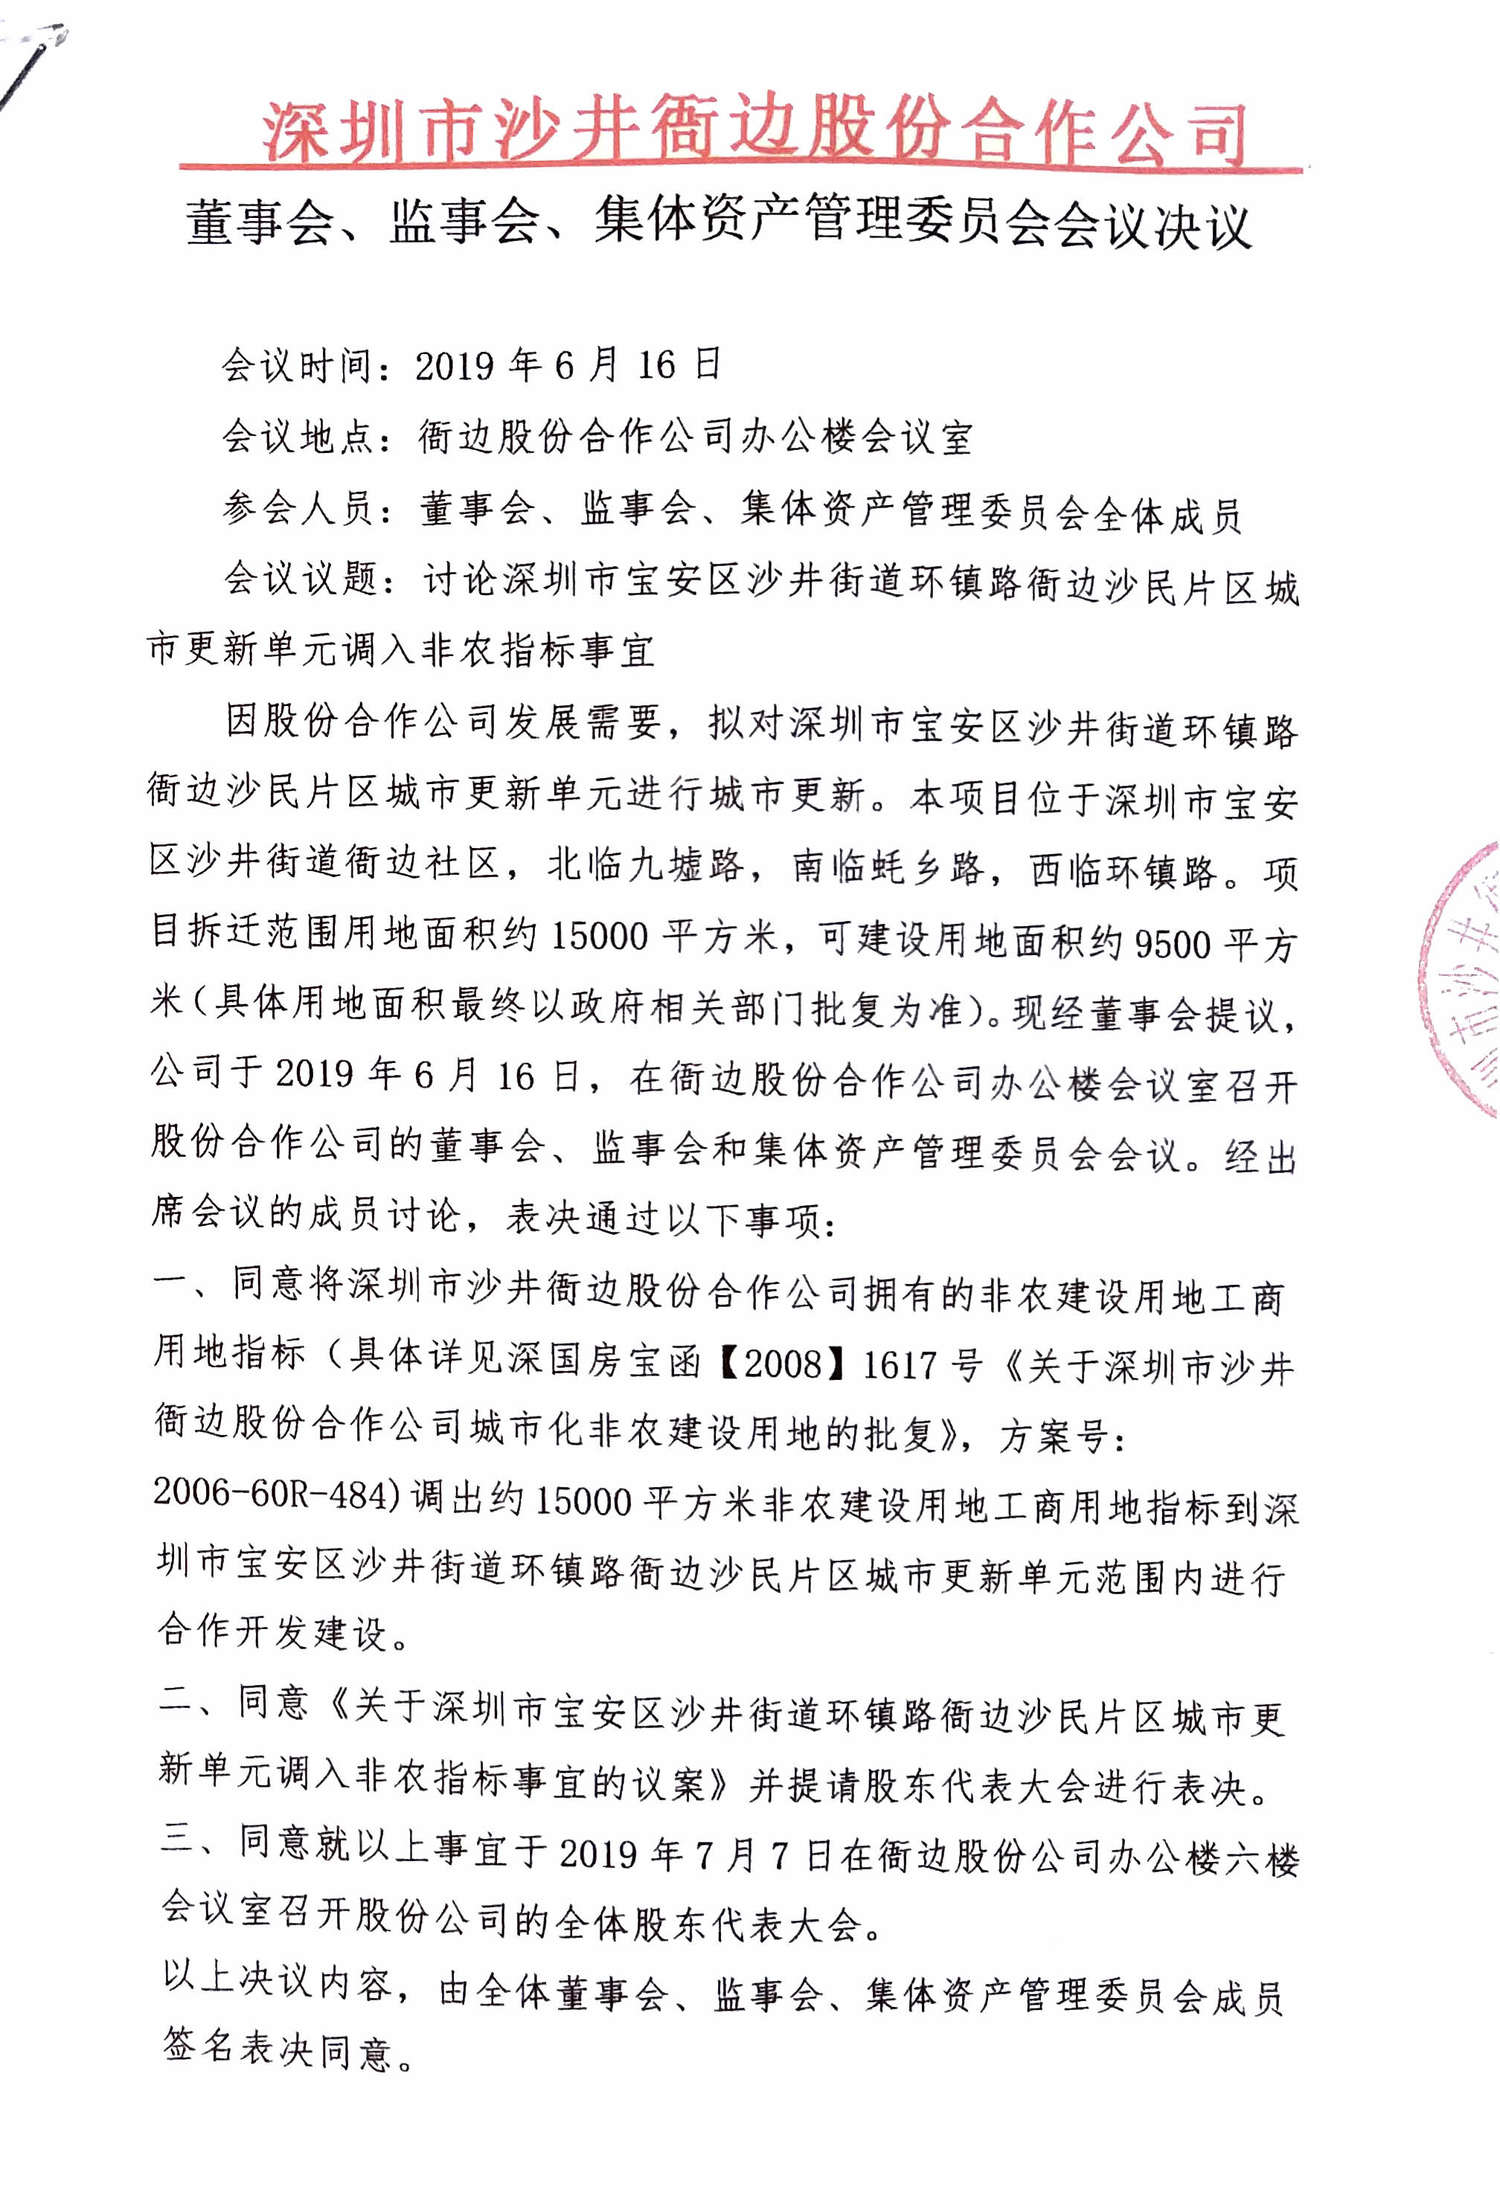 深圳市沙井衙边股份合作公司
董事会、监事会、集体资产管理委员会会议决议
会议时间：2019 年 6 月 16 日
会议地点：衙边股份合作公司办公楼会议室
参会人员：董事会、监事会、集体资产管理委员会全体成员
会议议题：讨论深圳市宝安区沙井街道环镇路衙边沙民片区城
市更新单元调入非农指标事宜
因股份合作公司发展需要，拟对深圳市宝安区沙井街道环镇路
衙边沙民片区城市更新单元进行城市更新。本项目位于深圳市宝安
区沙井街道衙边社区，北临九墟路，南临蚝乡路，西临环镇路。项
目拆迁范围用地面积约 15000 平方米，可建设用地面积约 9500 平方
米（具体用地面积最终以政府相关部门批复为准）。现经董事会提议，
公司于 2019 年 6 月 16 日，在衙边股份合作公司办公楼会议室召开
股份合作公司的董事会、监事会和集体资产管理委员会会议。经出
席会议的成员讨论，表决通过以下事项：
一、同意将深圳市沙井衙边股份合作公司拥有的非农建设用地工商
用地指标（具体详见深国房宝函【2008】1617 号《关于深圳市沙井
衙边股份合作公司城市化非农建设用地的批复》，方案号：
2006-60R-484)调出约 15000 平方米非农建设用地工商用地指标到深
圳市宝安区沙井街道环镇路衙边沙民片区城市更新单元范围内进行
合作开发建设。
二、同意《关于深圳市宝安区沙井街道环镇路衙边沙民片区城市更
新单元调入非农指标事宜的议案》并提请股东代表大会进行表决。
三、同意就以上事宜于 2019 年 7 月 7 日在衙边股份公司办公楼六楼
会议室召开股份公司的全体股东代表大会。
以上决议内容，由全体董事会、监事会、集体资产管理委员会成员
签名表决同意。